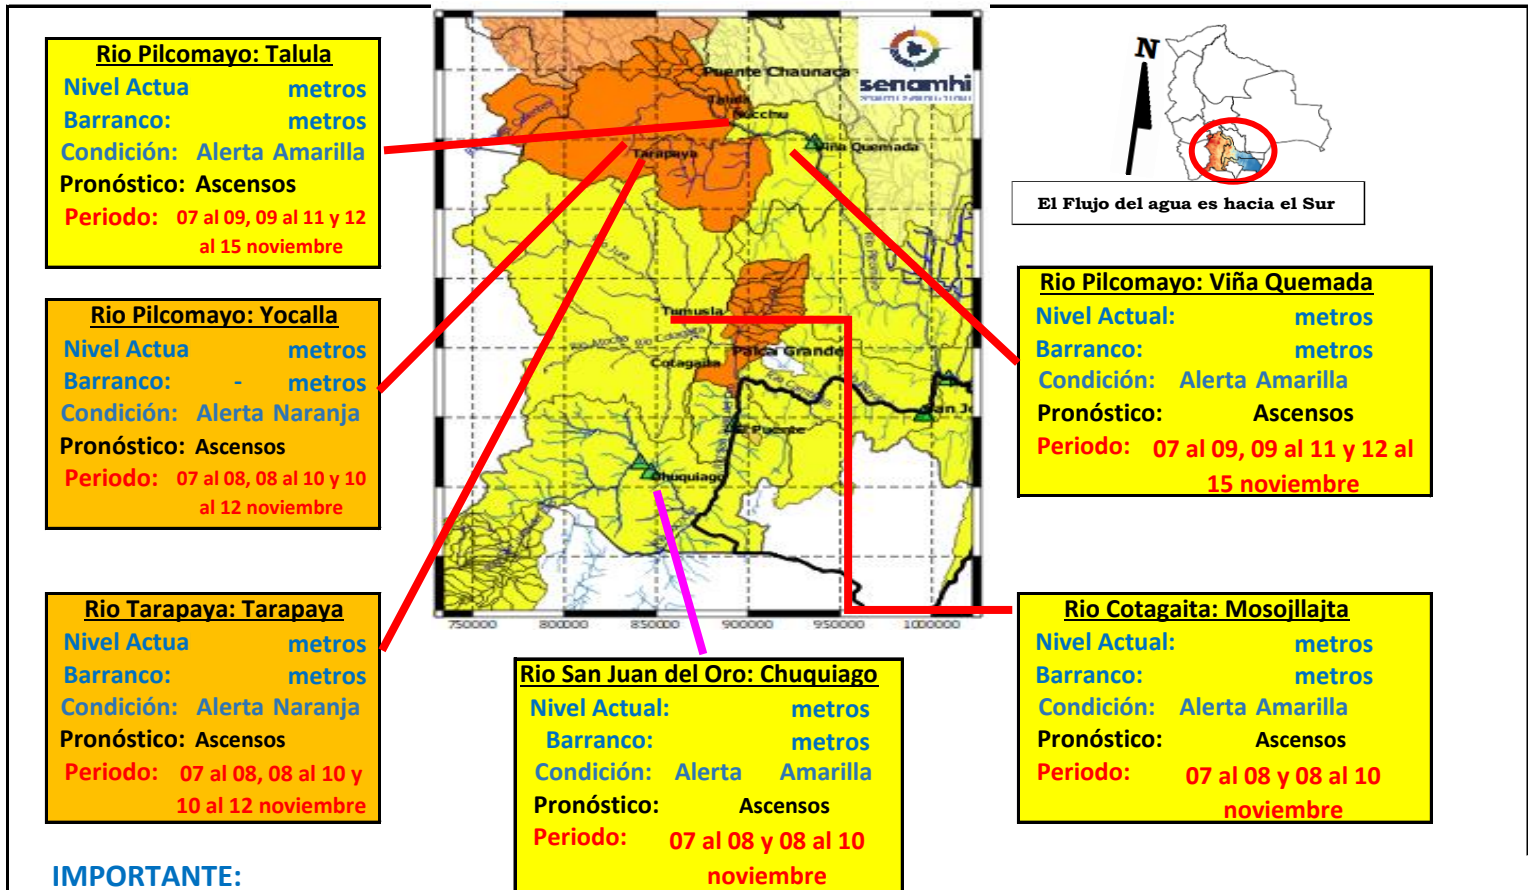 Rio Pilcomayo: Talula
Nivel Actua metros
Barranco: metros
Condición: Alerta Amarilla
Pronóstico: Ascensos
Periodo: 07 al 09, 09 al 11 y 12
al 15 noviembre
Rio Pilcomayo: Yocalla
Nivel Actua metros
Barranco: - metros
Condición: Alerta Naranja
Pronóstico: Ascensos
Periodo: 07 al 08, 08 al 10 y 10
al 12 noviembre
Rio Tarapaya: Tarapaya
Nivel Actua metros
Barranco: metros
Condición: Alerta Naranja
Pronóstico: Ascensos
Periodo: 07 al 08, 08 al 10 y
10 al 12 noviembre
senamhi
Puente Chaunaca
Talula
Nucchu
Viña Quemada
Tarapaya
Tumusla
Palca Grande
Cotagaita
San J
El Puente
Chuquiago
750000 800000 850000 900000 950000 1000000
N
El Flujo del agua es hacia el Sur
Rio Pilcomayo: Viña Quemada
Nivel Actual: metros
Barranco: metros
Condición: Alerta Amarilla
Pronóstico: Ascensos
Periodo: 07 al 09, 09 al 11 y 12 al
15 noviembre
Rio Cotagaita: Mosojllajta
Nivel Actual: metros
Barranco: metros
Condición: Alerta Amarilla
Pronóstico: Ascensos
Periodo: 07 al 08 y 08 al 10
noviembre
Rio San Juan del Oro: Chuquiago
Nivel Actual: metros
Barranco: metros
Condición: Alerta Amarilla
Pronóstico: Ascensos
Periodo: 07 al 08 y 08 al 10
noviembre
IMPORTANTE: